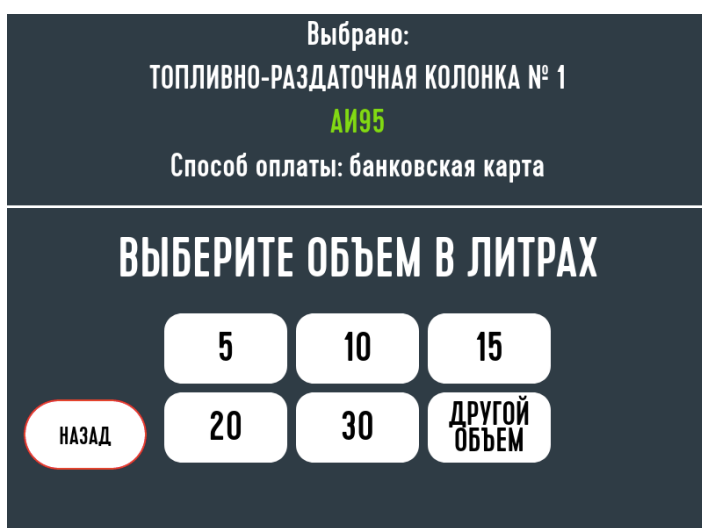 Выбрано:
ТОПЛИВНО-РАЗДАТОЧНАЯ КОЛОНКА № 1
АИ95
Способ оплаты: банковская карта
ВЫБЕРИТЕ ОБЪЕМ В ЛИТРАХ
5 10 15
НАЗАД 20 30 ДРУГОЙ
ОБЪЕМ